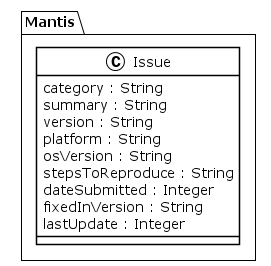 Mantis
C Issue
category : String
summary : String
version : String
platform : String
osVersion : String
stepsToReproduce : String
dateSubmitted : Integer
fixedInVersion : String
lastUpdate : Integer